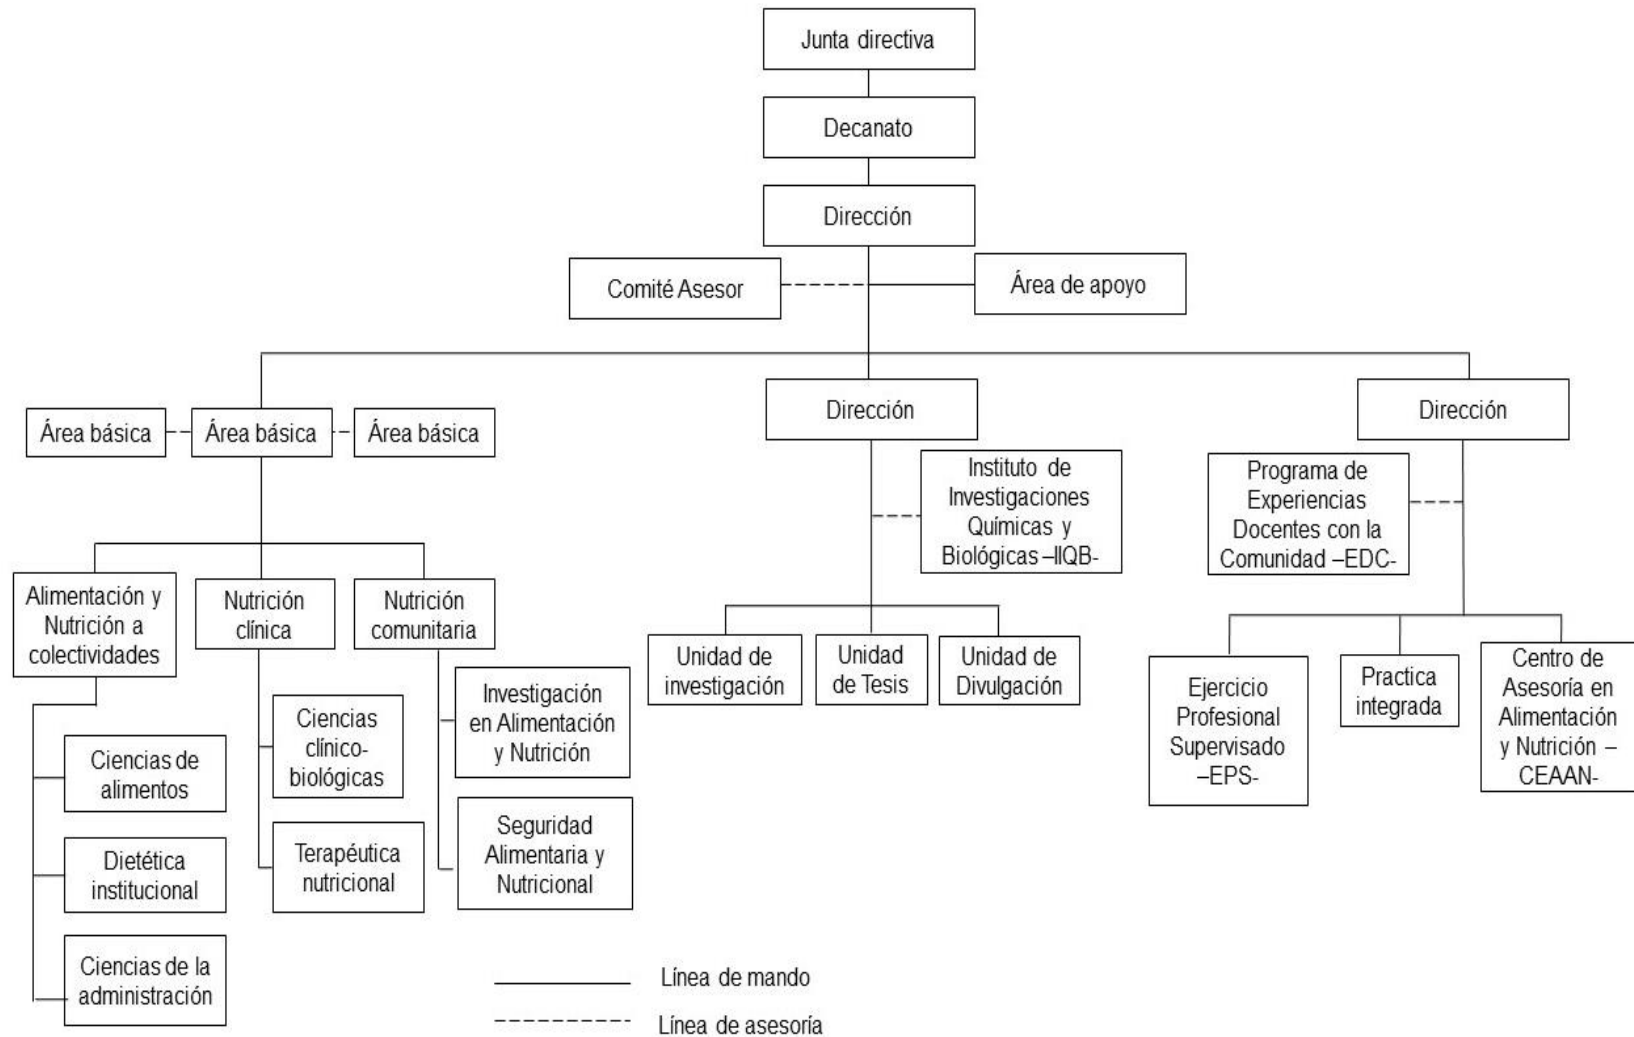 Junta directiva
Decanato
Dirección
Comité Asesor
Área de apoyo
Área básica
Área básica
Área básica
Dirección
Dirección
Instituto de
Investigaciones
Químicas y
Biológicas –IIQB-
Programa de
Experiencias
Docentes con la
Comunidad –EDC-
Alimentación y
Nutrición a
colectividades
Nutrición
clínica
Nutrición
comunitaria
Unidad de
investigación
Unidad
de Tesis
Unidad de
Divulgación
Ejercicio
Profesional
Supervisado
–EPS-
Practica
integrada
Centro de
Asesoría en
Alimentación
y Nutrición –
CEAAN-
Ciencias de
alimentos
Dietética
institucional
Ciencias de la
administración
Ciencias
clínico-
biológicas
Terapéutica
nutricional
Investigación
en Alimentación
y Nutrición
Seguridad
Alimentaria y
Nutricional
Línea de mando
Línea de asesoría